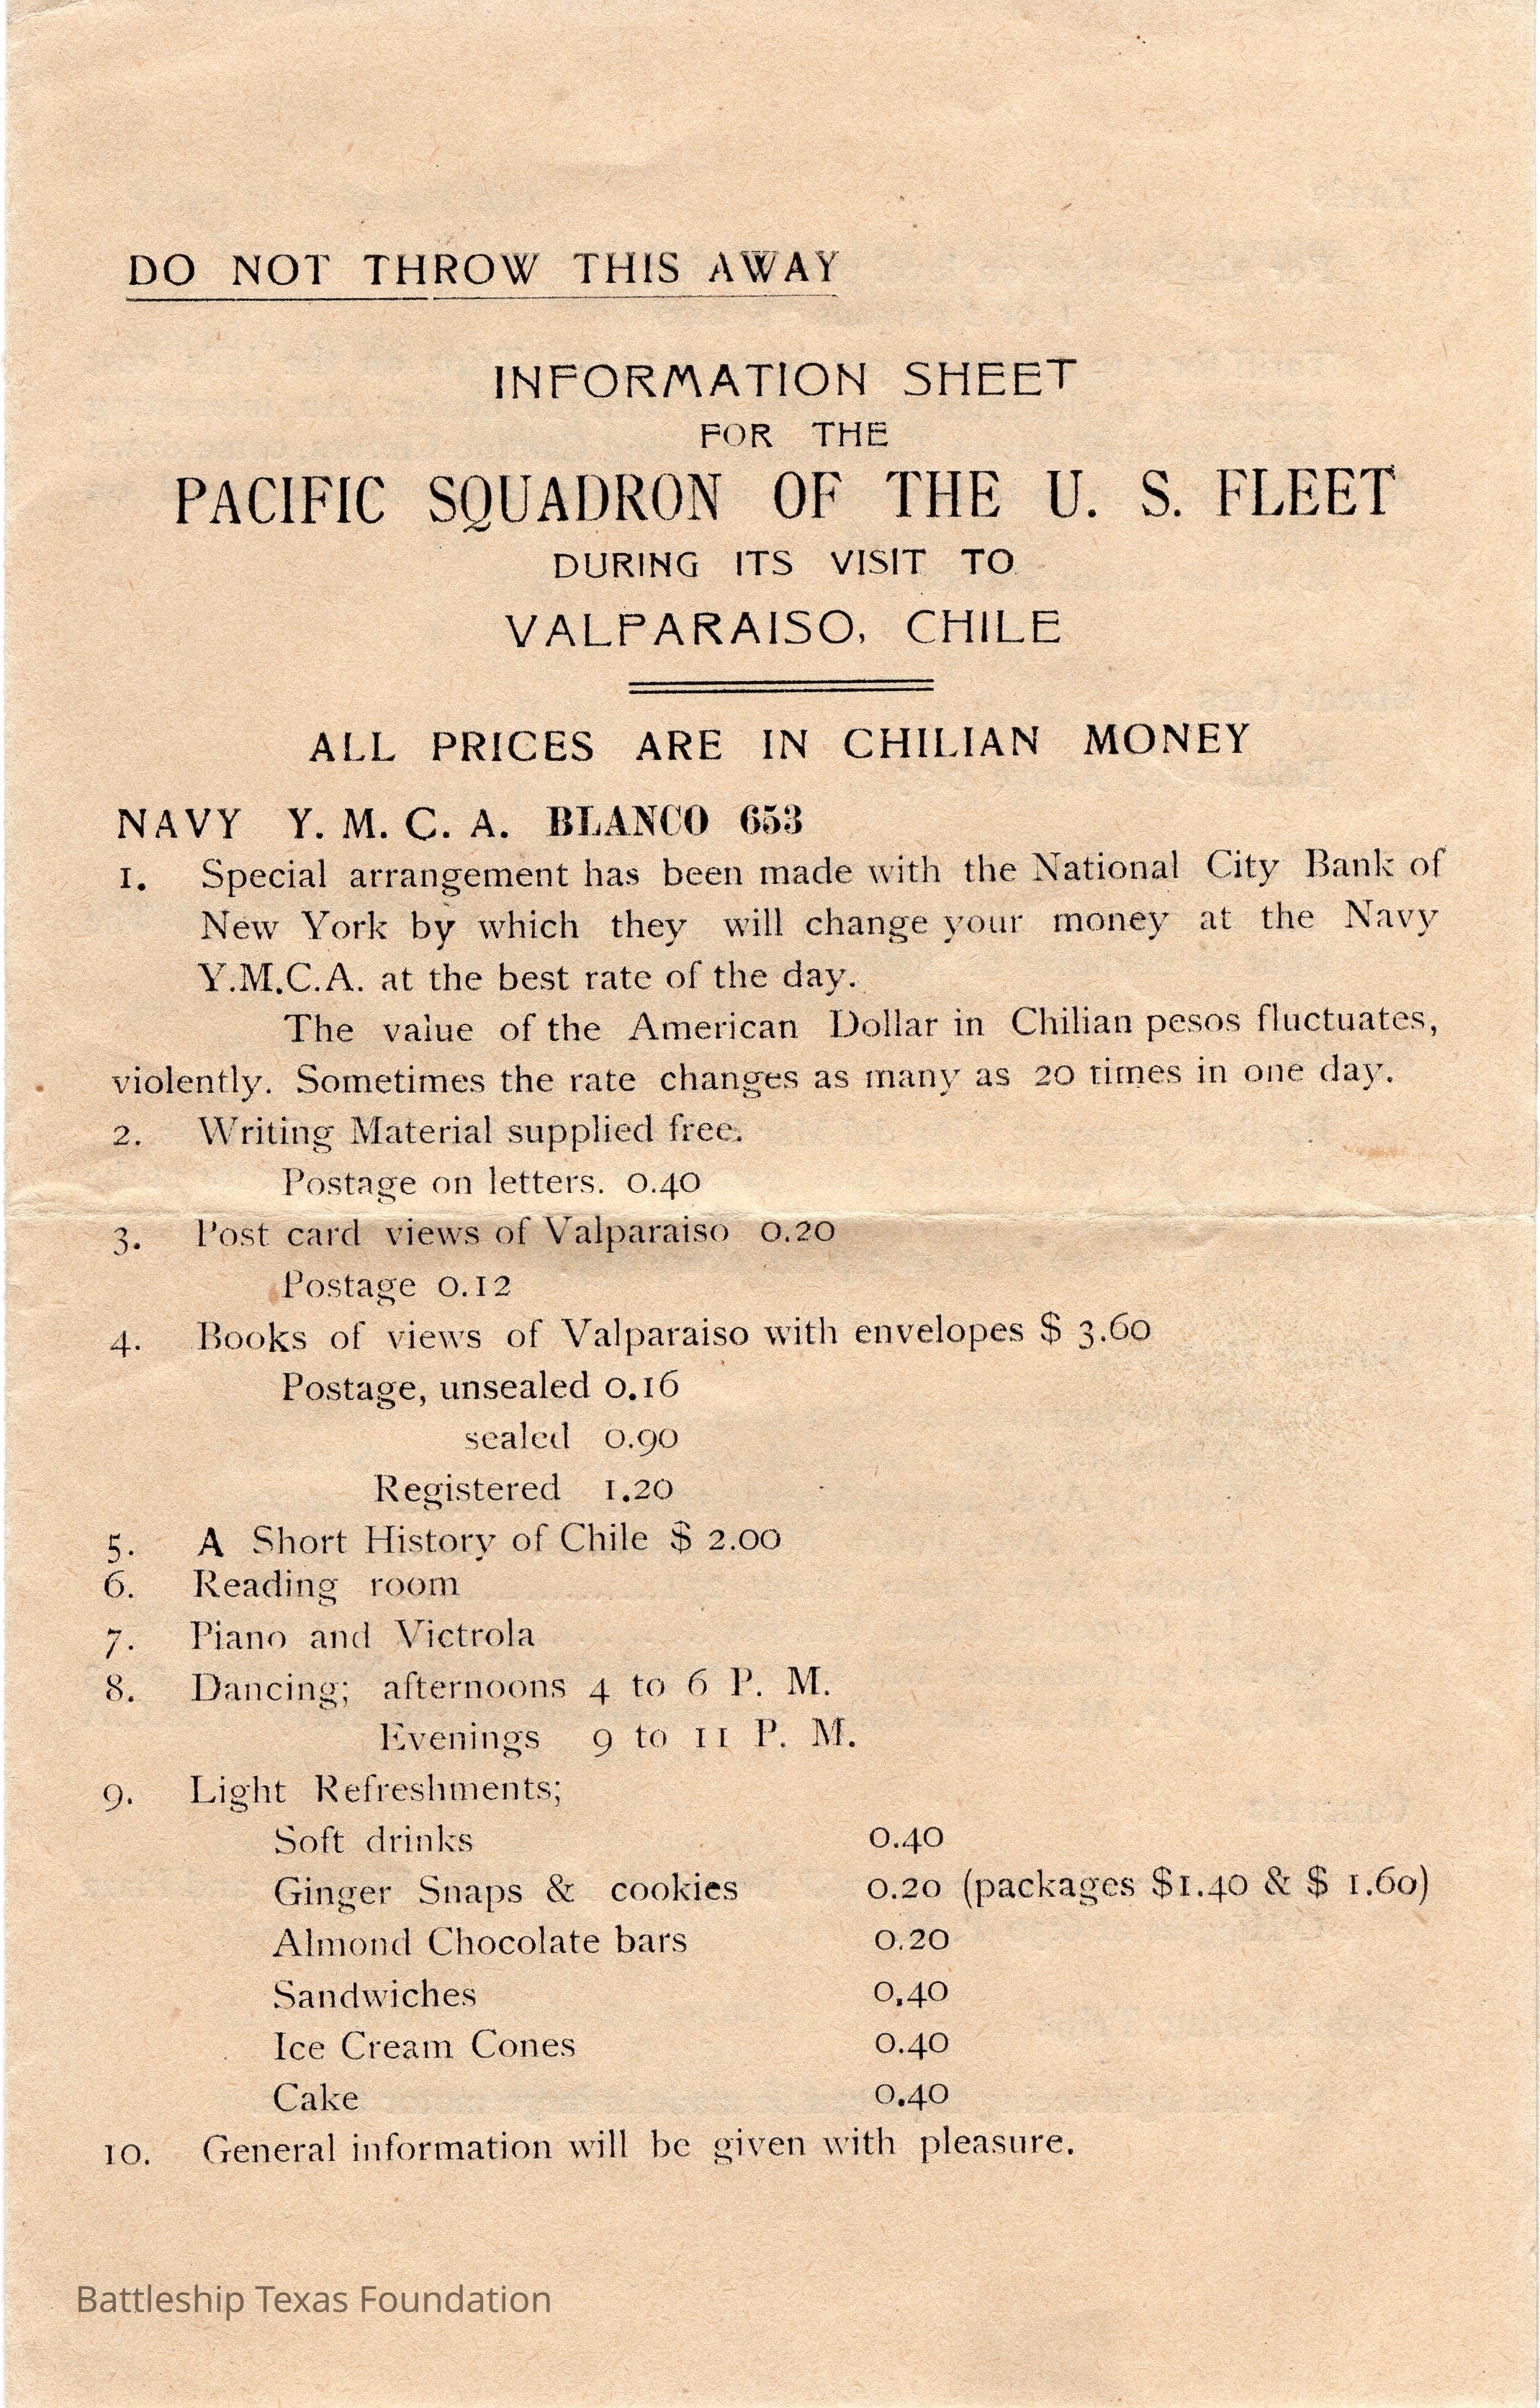 DO NOT THROW THIS AWAY
INFORMATION SHEET
FOR THE
PACIFIC SQUADRON OF THE U. S. FLEET
DURING ITS VISIT TO
VALPARAISO, CHILE
ALL PRICES ARE IN CHILIAN MONEY
NAVY Y. M. C. A. BLANCO 653
1. Special arrangement has been made with the National City Bank of
New York by which they will change your money at the Navy
Y.M.C.A. at the best rate of the day.
The value of the American Dollar in Chilian pesos fluctuates,
violently. Sometimes the rate changes as many as 20 times in one day.
2. Writing Material supplied free.
Postage on letters. 0.40
3. Post card views of Valparaiso 0.20
Postage 0.12
4. Books of views of Valparaiso with envelopes $ 3.60
Postage, unsealed 0.16
sealed 0.90
Registered 1.20
5. A Short History of Chile $ 2.00
6. Reading room
7. Piano and Victrola
8. Dancing; afternoons 4 to 6 P. M.
Evenings 9 to 11 P. M.
9. Light Refreshments;
Soft drinks 0.40
Ginger Snaps & cookies 0.20 (packages $1.40 & $ 1.60)
Almond Chocolate bars 0.20
Sandwiches 0,40
Ice Cream Cones 0.40
Cake 0.40
10. General information will be given with pleasure.
Battleship Texas Foundation